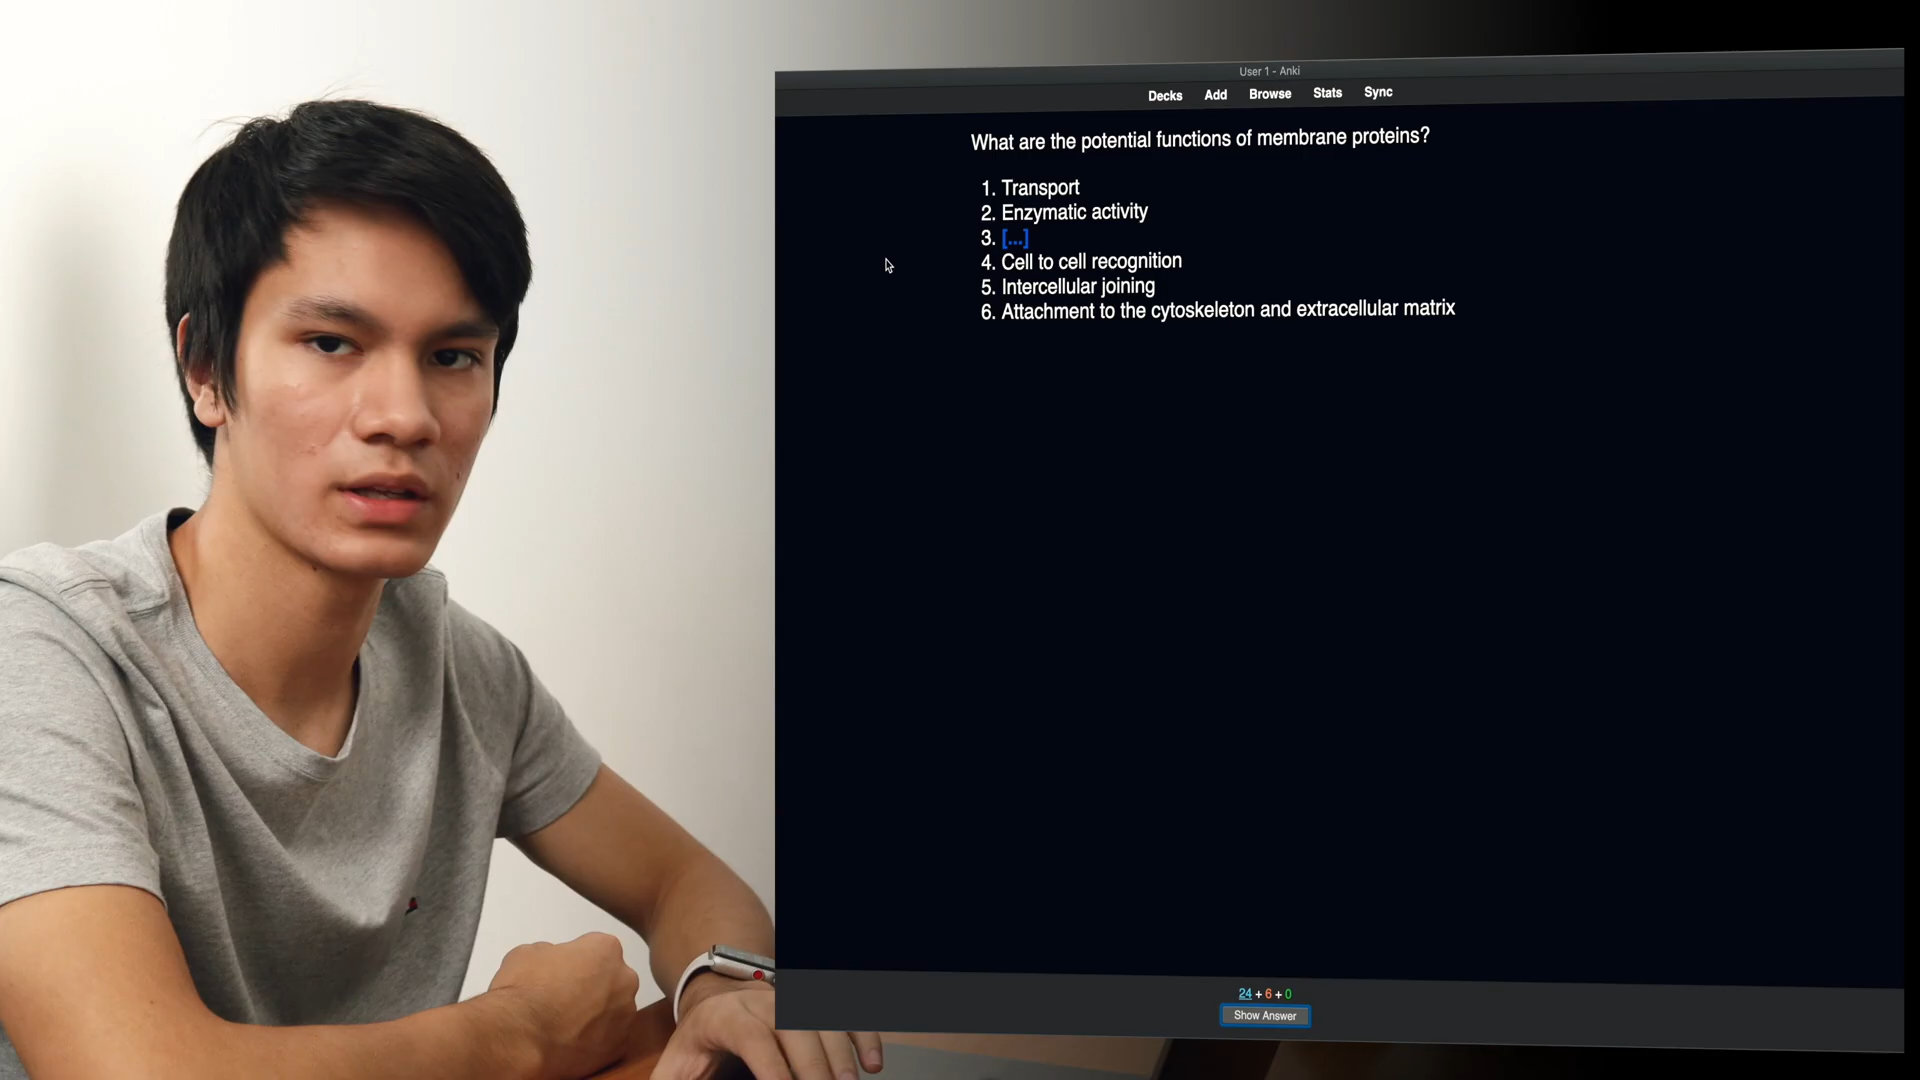 User 1 - Anki
Decks Add Browse Stats Sync
What are the potential functions of membrane proteins?
1. Transport
2. Enzymatic activity
3. [...]
4. Cell to cell recognition
5. Intercellular joining
6. Attachment to the cytoskeleton and extracellular matrix
24 + 6 + 0
Show Answer